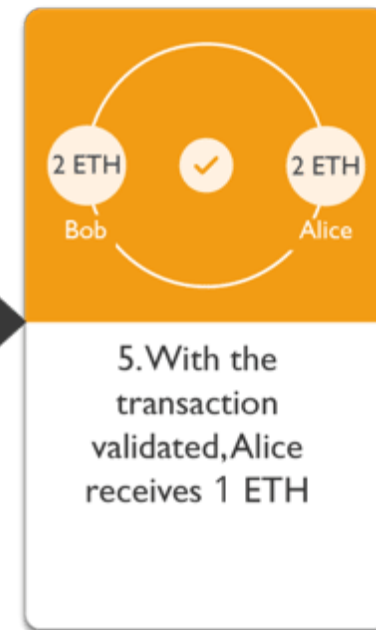 2 ETH
2 ETH
Bob
Alice
5. With the
transaction
validated, Alice
receives 1 ETH